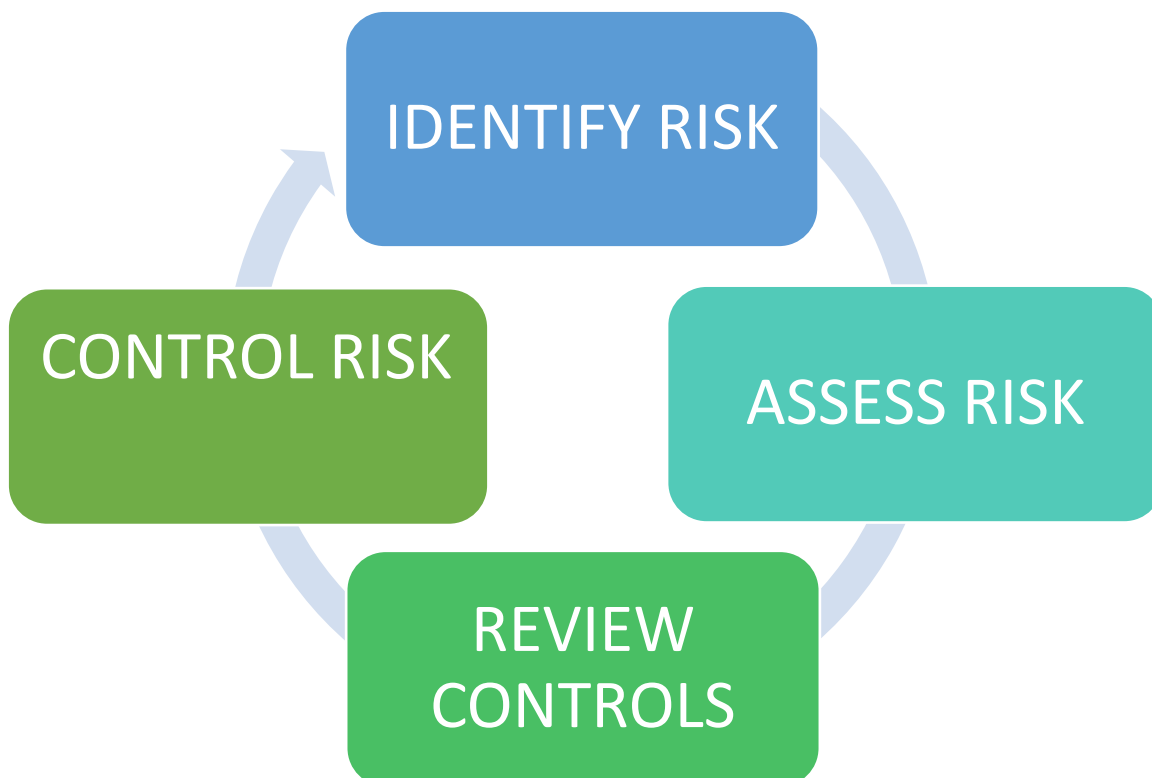 IDENTIFY RISK
CONTROL RISK
ASSESS RISK
REVIEW
CONTROLS